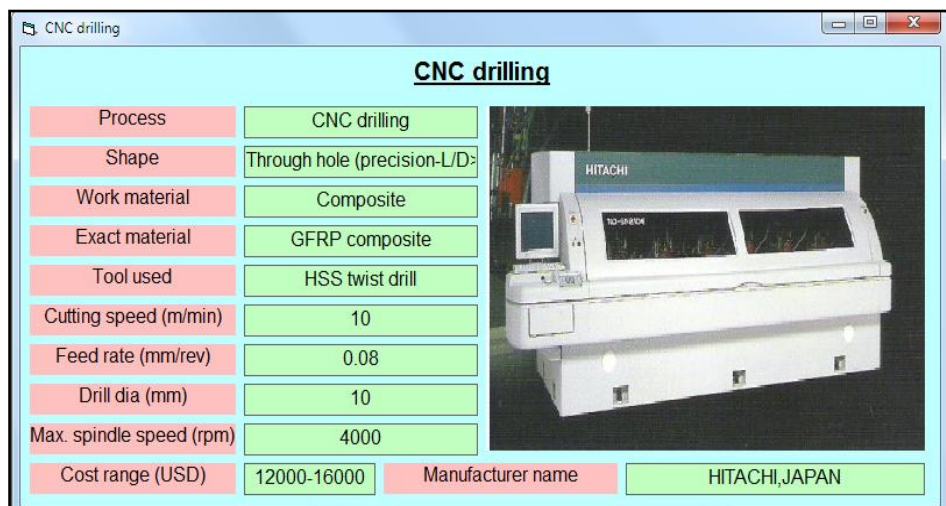 CNC drilling
CNC drilling
Process CNC drilling
Shape Through hole (precision-L/D>
Work material Composite
Exact material GFRP composite
Tool used HSS twist drill
Cutting speed (m/min) 10
Feed rate (mm/rev) 0.08
Drill dia (mm) 10
Max. spindle speed (rpm) 4000
Cost range (USD) 12000-16000 Manufacturer name HITACHI,JAPAN
HITACHI